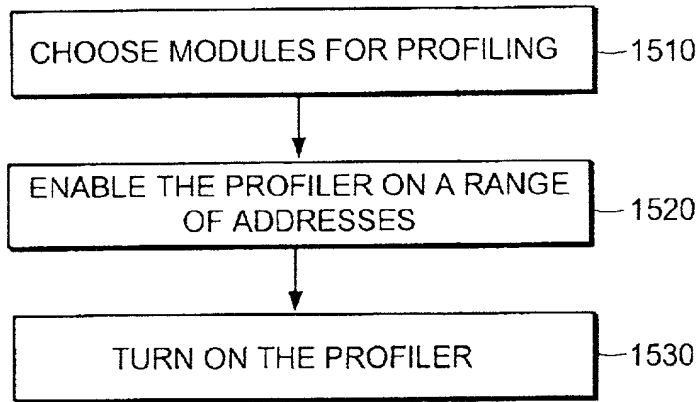 CHOOSE MODULES FOR PROFILING
1510
ENABLE THE PROFILER ON A RANGE
OF ADDRESSES
1520
TURN ON THE PROFILER
1530